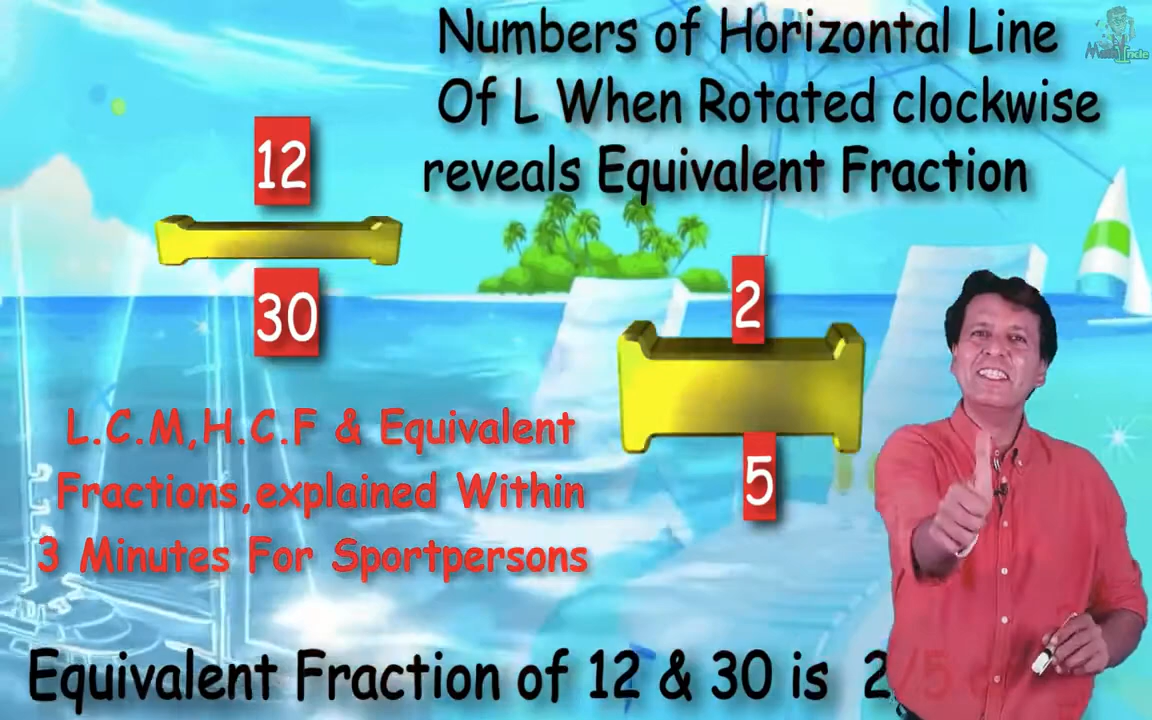 Numbers of Horizontal Line
Of L When Rotated clockwise
reveals Equivalent Fraction
12
30
2
5
L.C.M,H.C.F & Equivalent
Fractions,explained Within
3 Minutes For Sportpersons
Equivalent Fraction of 12 & 30 is 2/5